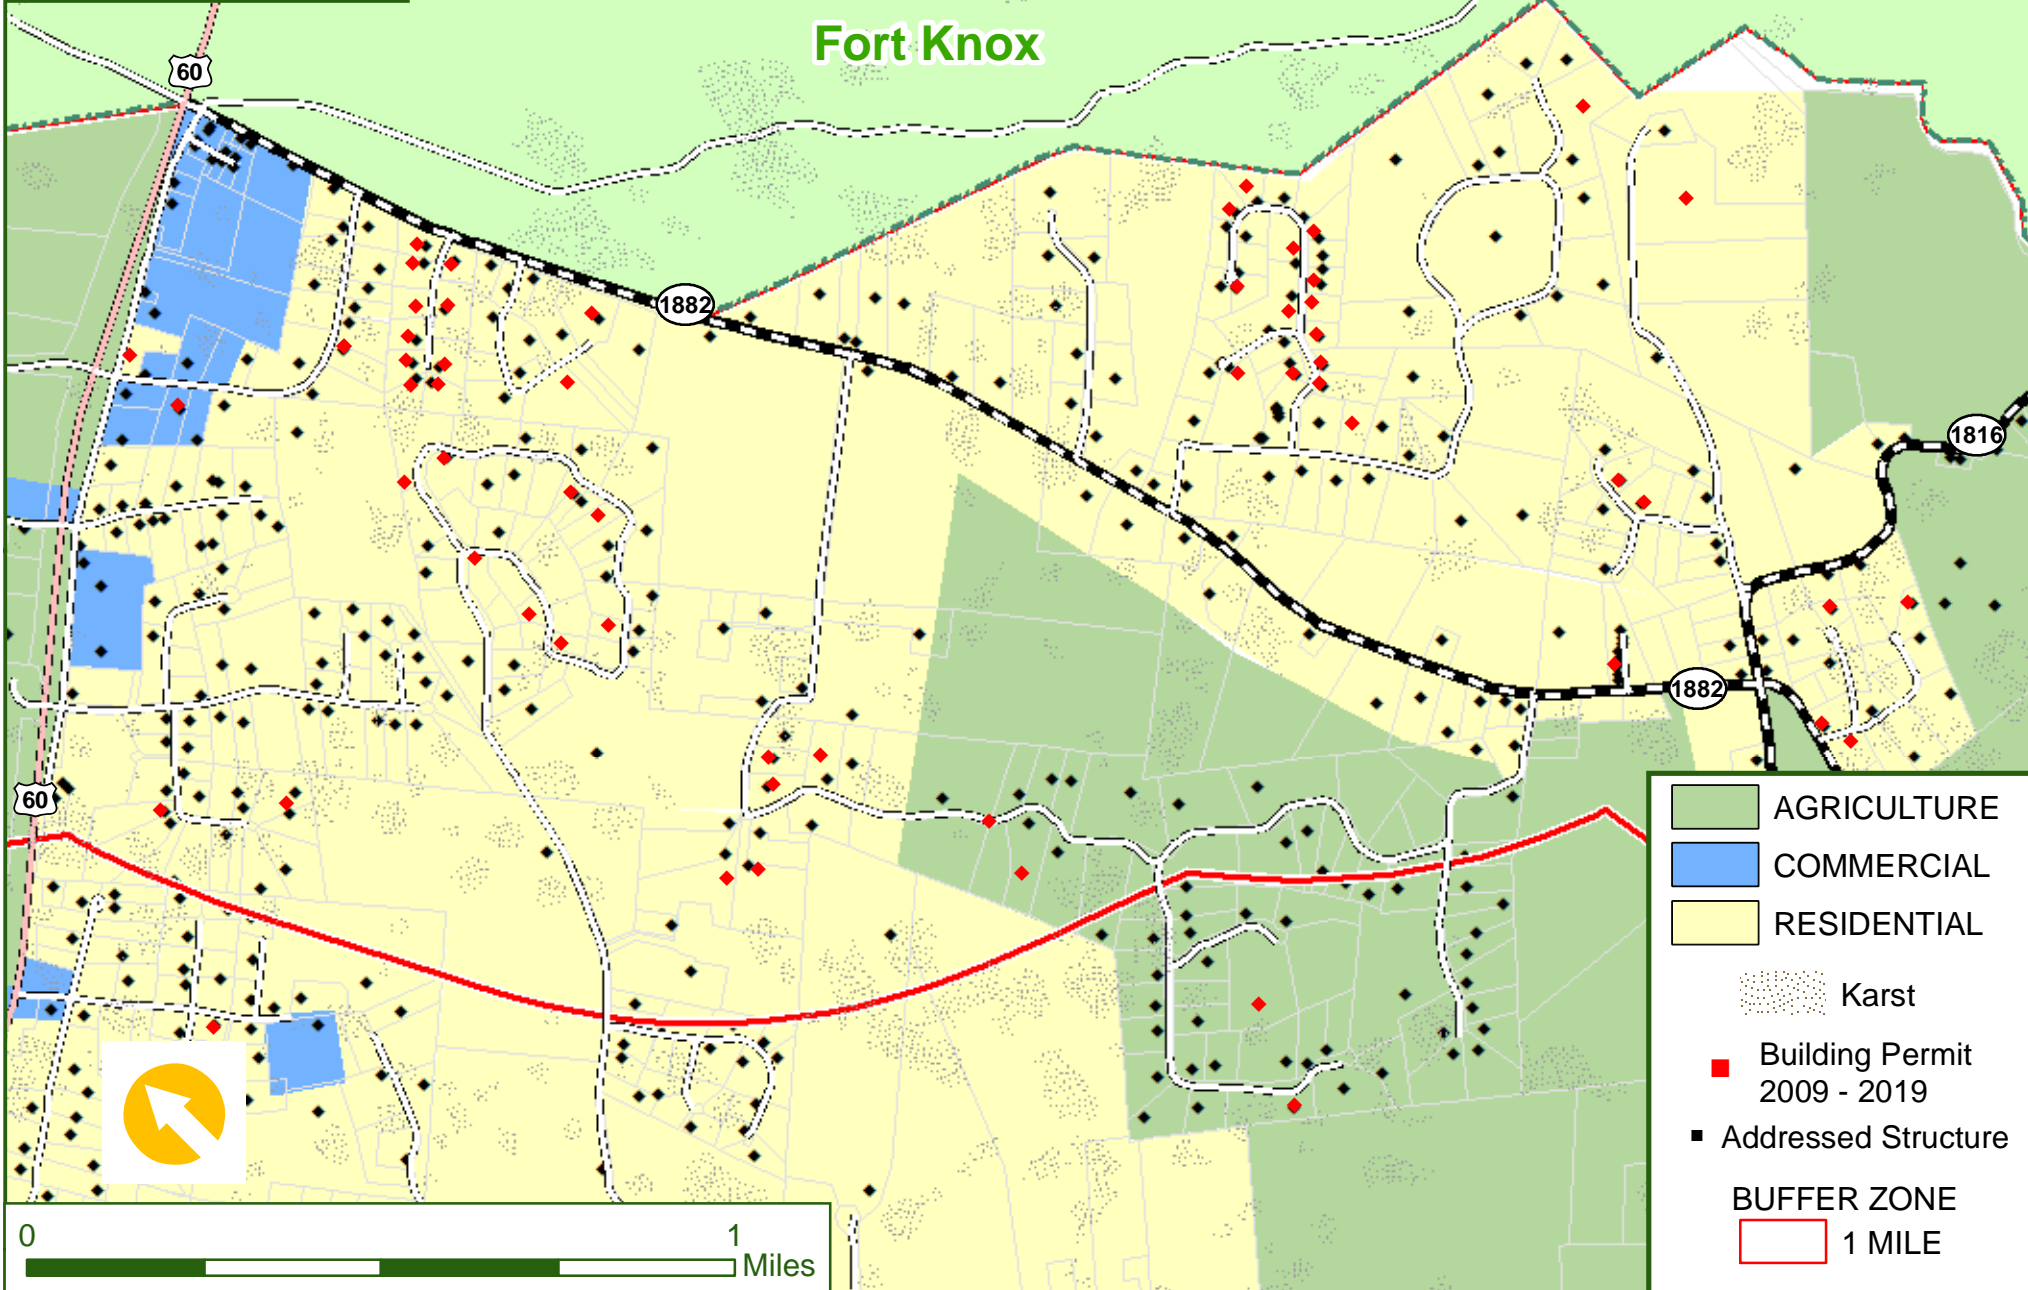 Fort Knox
60
1882
1816
1882
60
AGRICULTURE
COMMERCIAL
RESIDENTIAL
Karst
Building Permit
2009 - 2019
Addressed Structure
BUFFER ZONE
1 MILE
0 1
Miles